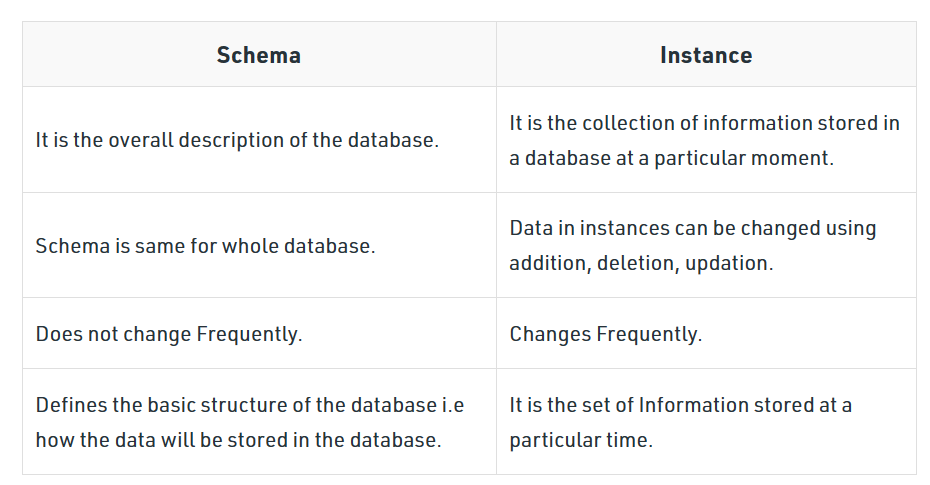 Schema
Instance
It is the overall description of the database.
It is the collection of information stored in
a database at a particular moment.
Schema is same for whole database.
Data in instances can be changed using
addition, deletion, updation.
Does not change Frequently.
Changes Frequently.
Defines the basic structure of the database i.e
how the data will be stored in the database.
It is the set of Information stored at a
particular time.